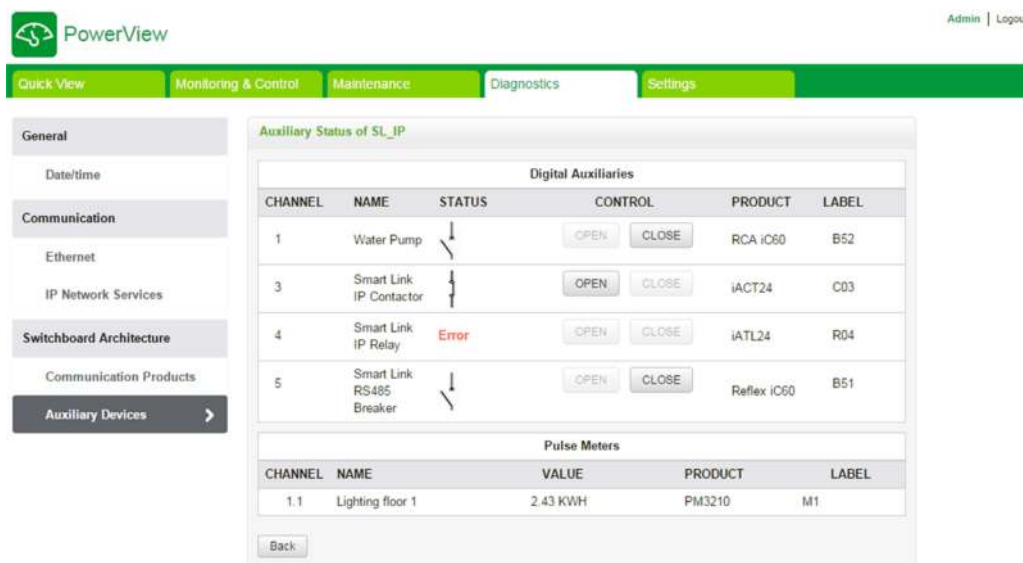 PowerView
Admin | Logou
Quick View Monitoring & Control Maintenance Diagnostics Settings
General
Date/time
Communication
Ethernet
IP Network Services
Switchboard Architecture
Communication Products
Auxiliary Devices
Auxiliary Status of SL_IP
Digital Auxiliaries
CHANNEL NAME STATUS CONTROL PRODUCT LABEL
1 Water Pump OPEN CLOSE RCA iC60 B52
3 Smart Link IP Contactor OPEN CLOSE iACT24 C03
4 Smart Link IP Relay Error OPEN CLOSE iATL24 R04
5 Smart Link RS485 Breaker OPEN CLOSE Reflex iC60 B51
Pulse Meters
CHANNEL NAME VALUE PRODUCT LABEL
1.1 Lighting floor 1 2.43 KWH PM3210 M1
Back